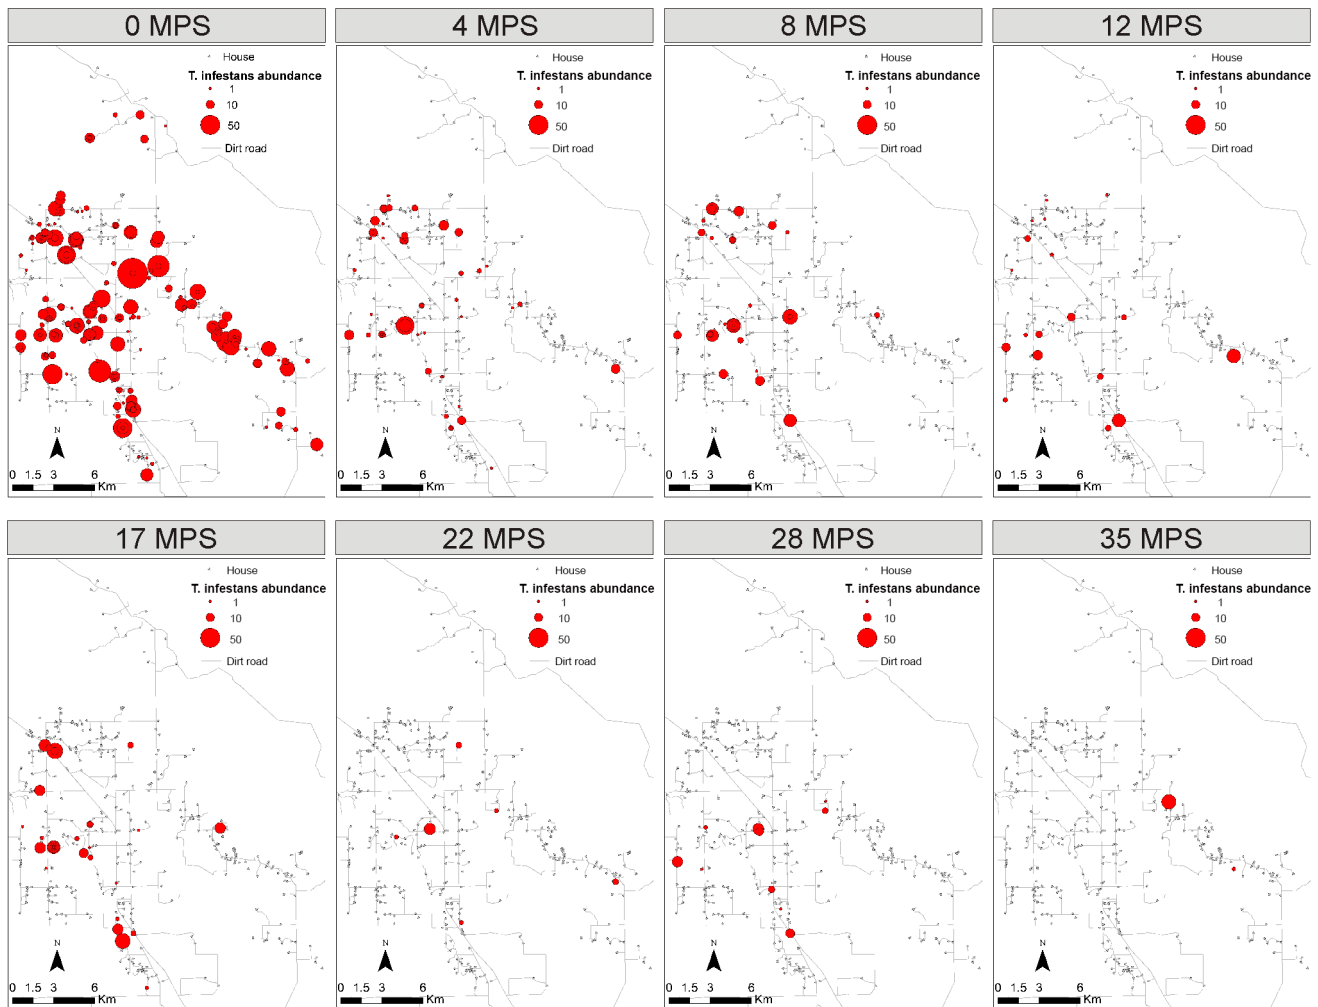 0 MPS
House
T. infestans abundance
1
10
50
Dirt road
N
0 1.5 3 6
Km
4 MPS
House
T. infestans abundance
1
10
50
Dirt road
N
0 1.5 3 6
Km
8 MPS
House
T. infestans abundance
1
10
50
Dirt road
N
0 1.5 3 6
Km
12 MPS
House
T. infestans abundance
1
10
50
Dirt road
N
0 1.5 3 6
Km
17 MPS
House
T. infestans abundance
1
10
50
Dirt road
N
0 1.5 3 6
Km
22 MPS
House
T. infestans abundance
1
10
50
Dirt road
N
0 1.5 3 6
Km
28 MPS
House
T. infestans abundance
1
10
50
Dirt road
N
0 1.5 3 6
Km
35 MPS
House
T. infestans abundance
1
10
50
Dirt road
N
0 1.5 3 6
Km